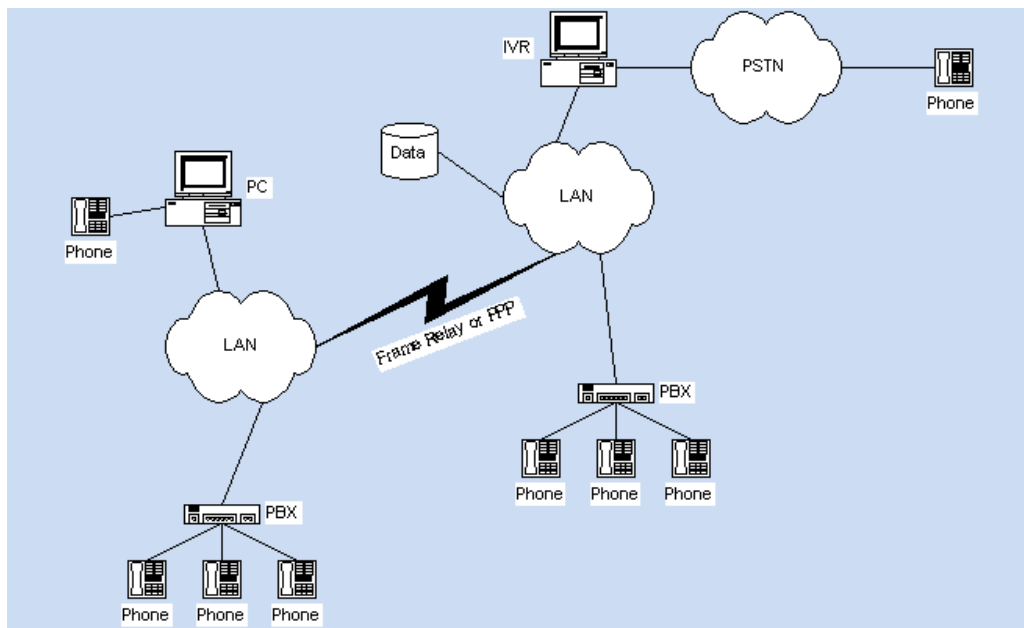 IVR
PSTN
Phone
Data
LAN
PC
Phone
LAN
Frame Relay or PPP
PBX
Phone
Phone
Phone
PBX
Phone
Phone
Phone